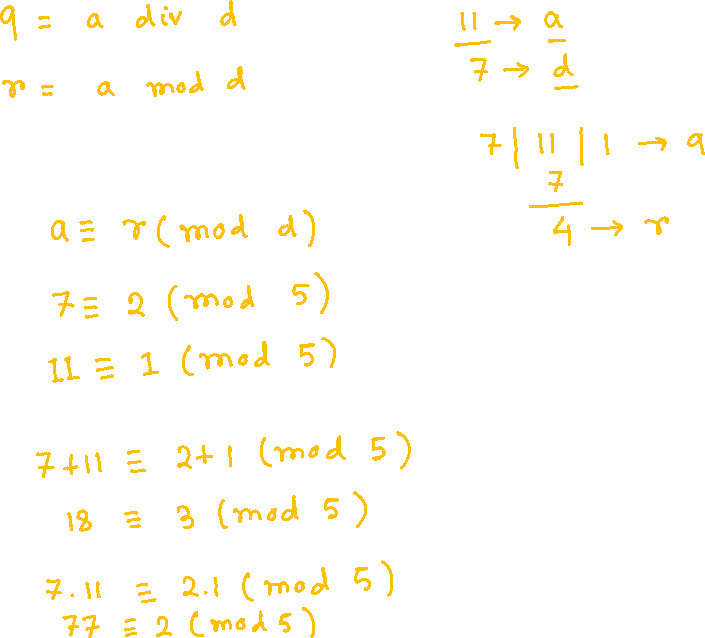 q = a div d
r = a mod d
11 → a
7 → d
7 | 11 | 1 → q
7
4 → r
a ≡ r (mod d)
7 ≡ 2 (mod 5)
11 ≡ 1 (mod 5)
7+11 ≡ 2+1 (mod 5)
18 ≡ 3 (mod 5)
7.11 ≡ 2.1 (mod 5)
77 ≡ 2 (mod 5)